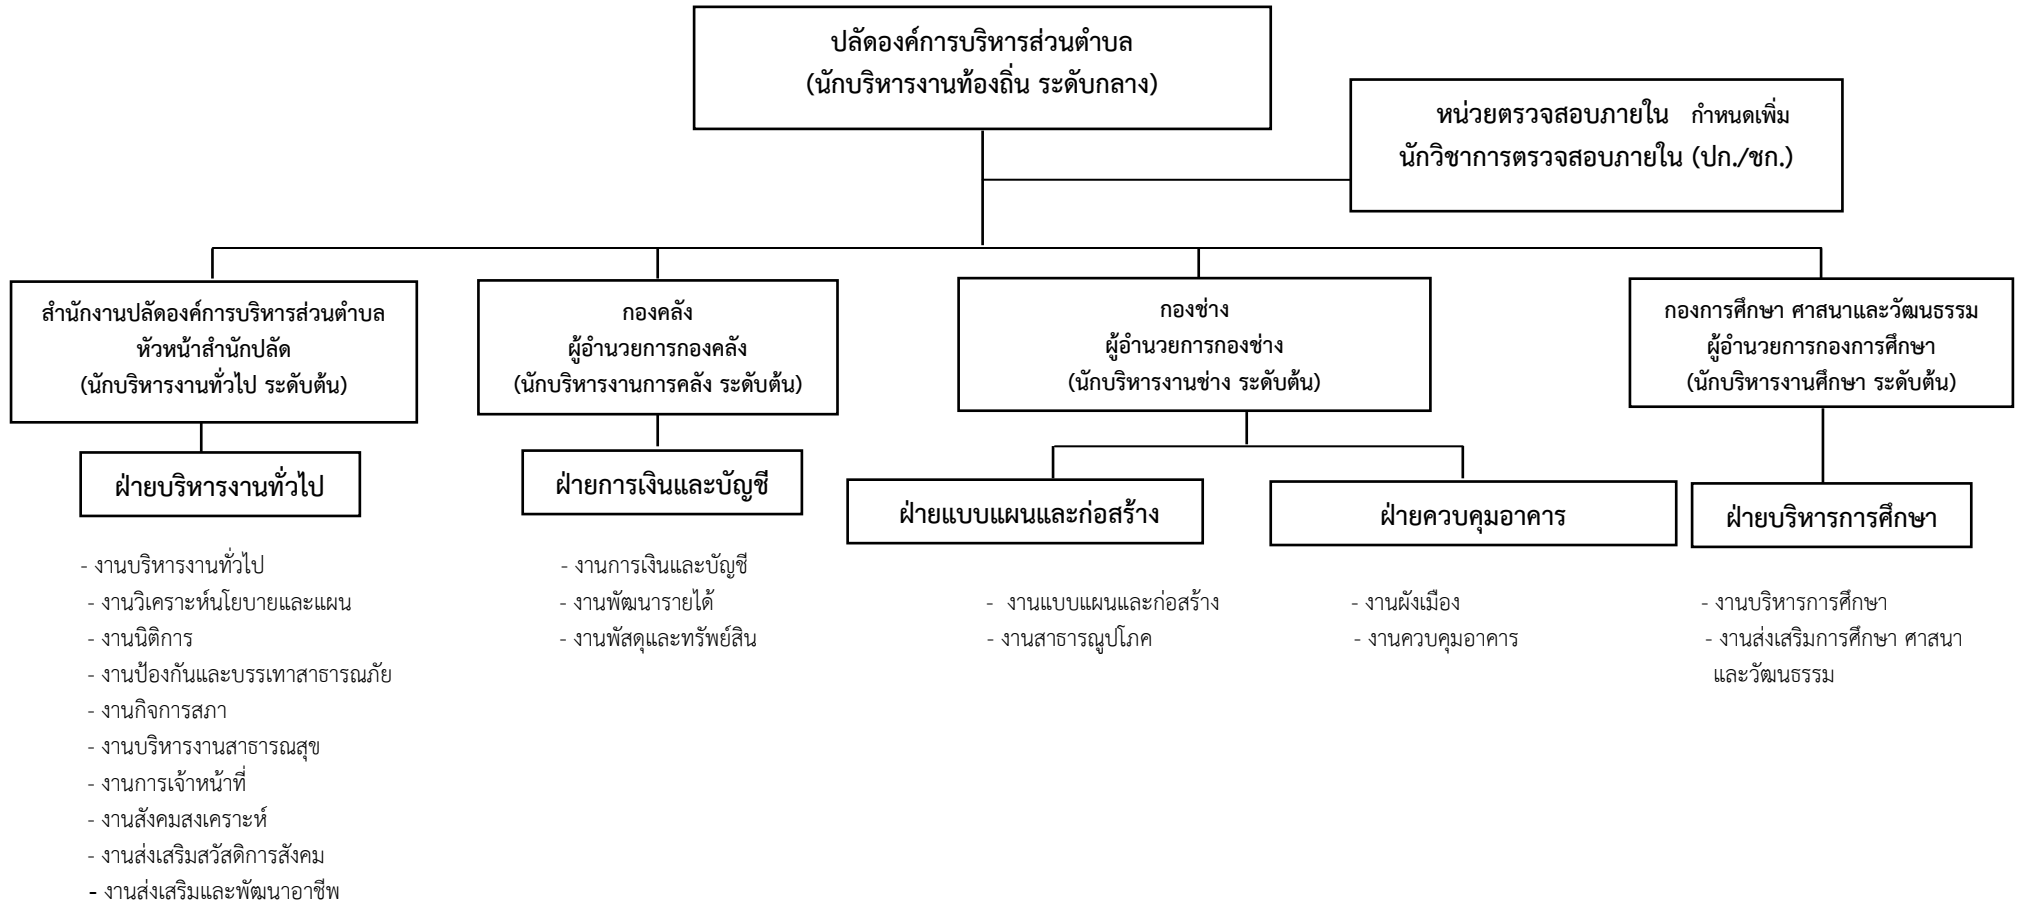 ปลัดองค์การบริหารส่วนตำบล
(นักบริหารงานท้องถิ่น ระดับกลาง)
หน่วยตรวจสอบภายใน กำหนดเพิ่ม
นักวิชาการตรวจสอบภายใน (ปก./ชก.)
สำนักงานปลัดองค์การบริหารส่วนตำบล
หัวหน้าสำนักปลัด
(นักบริหารงานทั่วไป ระดับต้น)
กองคลัง
ผู้อำนวยการกองคลัง
(นักบริหารงานการคลัง ระดับต้น)
กองช่าง
ผู้อำนวยการกองช่าง
(นักบริหารงานช่าง ระดับต้น)
กองการศึกษา ศาสนาและวัฒนธรรม
ผู้อำนวยการกองการศึกษา
(นักบริหารงานศึกษา ระดับต้น)
ฝ่ายบริหารงานทั่วไป
- งานบริหารงานทั่วไป
- งานวิเคราะห์นโยบายและแผน
- งานนิติการ
- งานป้องกันและบรรเทาสาธารณภัย
- งานกิจการสภา
- งานบริหารงานสาธารณสุข
- งานการเจ้าหน้าที่
- งานสังคมสงเคราะห์
- งานส่งเสริมสวัสดิการสังคม
- งานส่งเสริมและพัฒนาอาชีพ
ฝ่ายการเงินและบัญชี
- งานการเงินและบัญชี
- งานพัฒนารายได้
- งานพัสดุและทรัพย์สิน
ฝ่ายแบบแผนและก่อสร้าง
- งานแบบแผนและก่อสร้าง
- งานสาธารณูปโภค
ฝ่ายควบคุมอาคาร
- งานผังเมือง
- งานควบคุมอาคาร
ฝ่ายบริหารการศึกษา
- งานบริหารการศึกษา
- งานส่งเสริมการศึกษา ศาสนา
และวัฒนธรรม